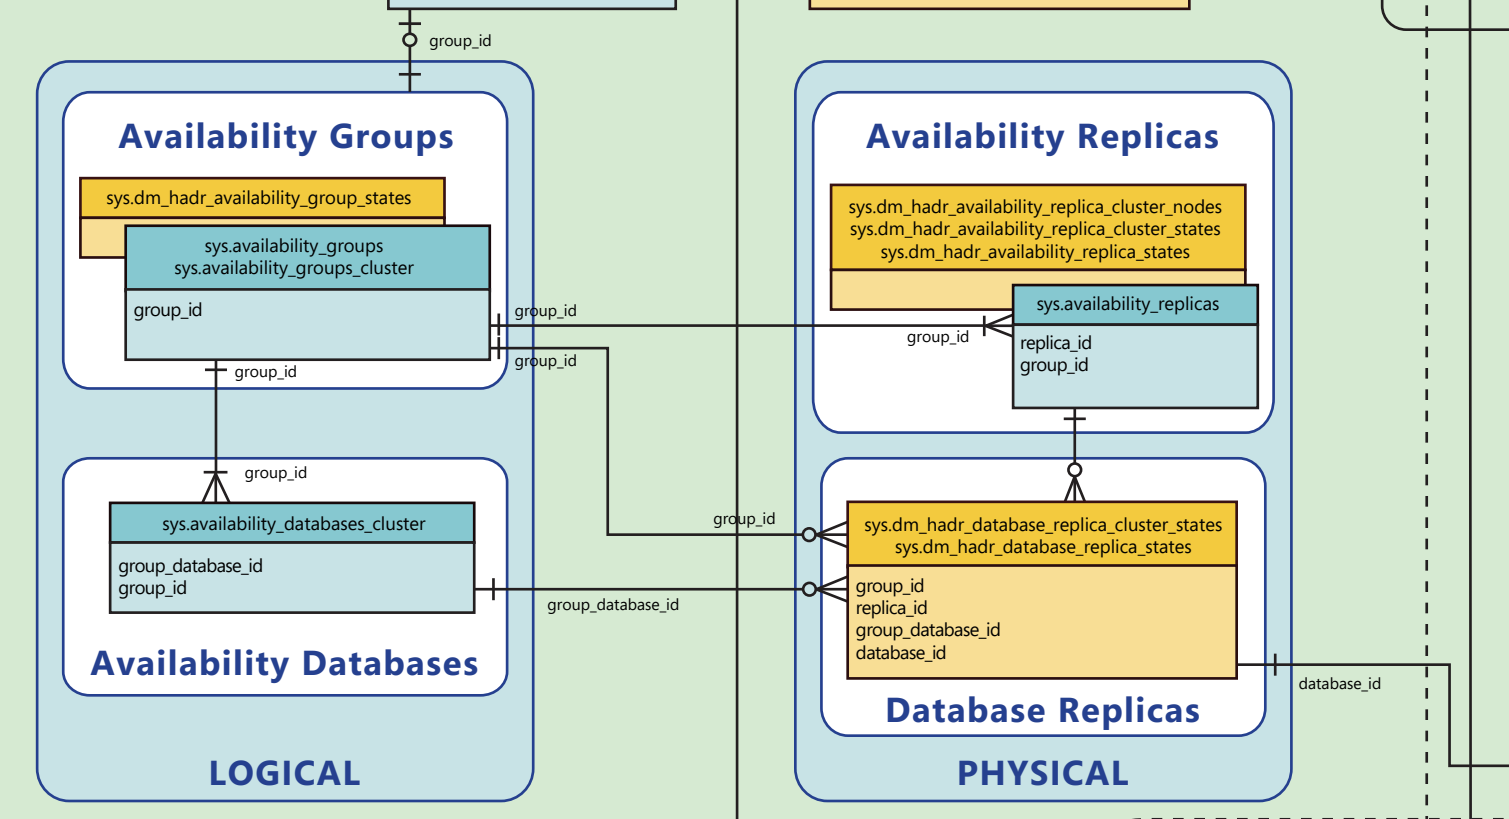 group_id
Availability Groups
sys.dm_hadr_availability_group_states
sys.availability_groups
sys.availability_groups_cluster
group_id
group_id
group_id
group_id
group_id
sys.availability_databases_cluster
group_database_id
group_id
Availability Databases
LOGICAL
group_id
group_id
group_database_id
Availability Replicas
sys.dm_hadr_availability_replica_cluster_nodes
sys.dm_hadr_availability_replica_cluster_states
sys.dm_hadr_availability_replica_states
sys.availability_replicas
replica_id
group_id
sys.dm_hadr_database_replica_cluster_states
sys.dm_hadr_database_replica_states
group_id
replica_id
group_database_id
database_id
database_id
Database Replicas
PHYSICAL